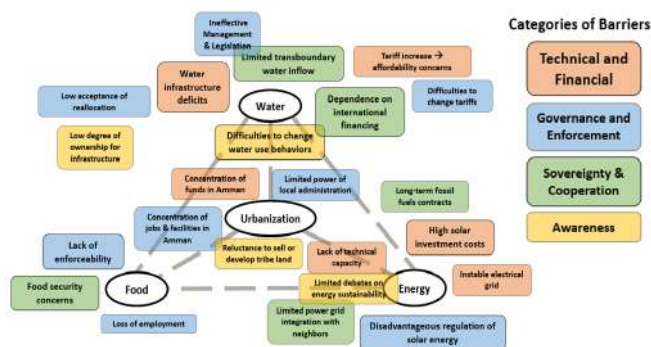 Ineffective
Management
& Legislation
Categories of Barriers
Limited transboundary
water inflow
Tariff increase →
affordability concerns
Technical and
Financial
Water
infrastructure
deficits
Difficulties to
change tariffs
Low acceptance of
reallocation
Water
Dependence on
international
financing
Governance and
Enforcement
Low degree of
ownership for
infrastructure
Difficulties to change
water use behaviors
Sovereignty &
Cooperation
Concentration of
funds in Amman
Limited power of
local administration
Long-term fossil
fuels contracts
Awareness
Concentration of
jobs & facilities in
Amman
Urbanization
High solar
investment costs
Lack of
enforceability
Reluctance to sell or
develop tribe land
Lack of technical
capacity
Instable electrical
grid
Food security
concerns
Food
Limited debates on
energy sustainability
Energy
Loss of employment
Limited power grid
integration with
neighbors
Disadvantageous regulation of
solar energy